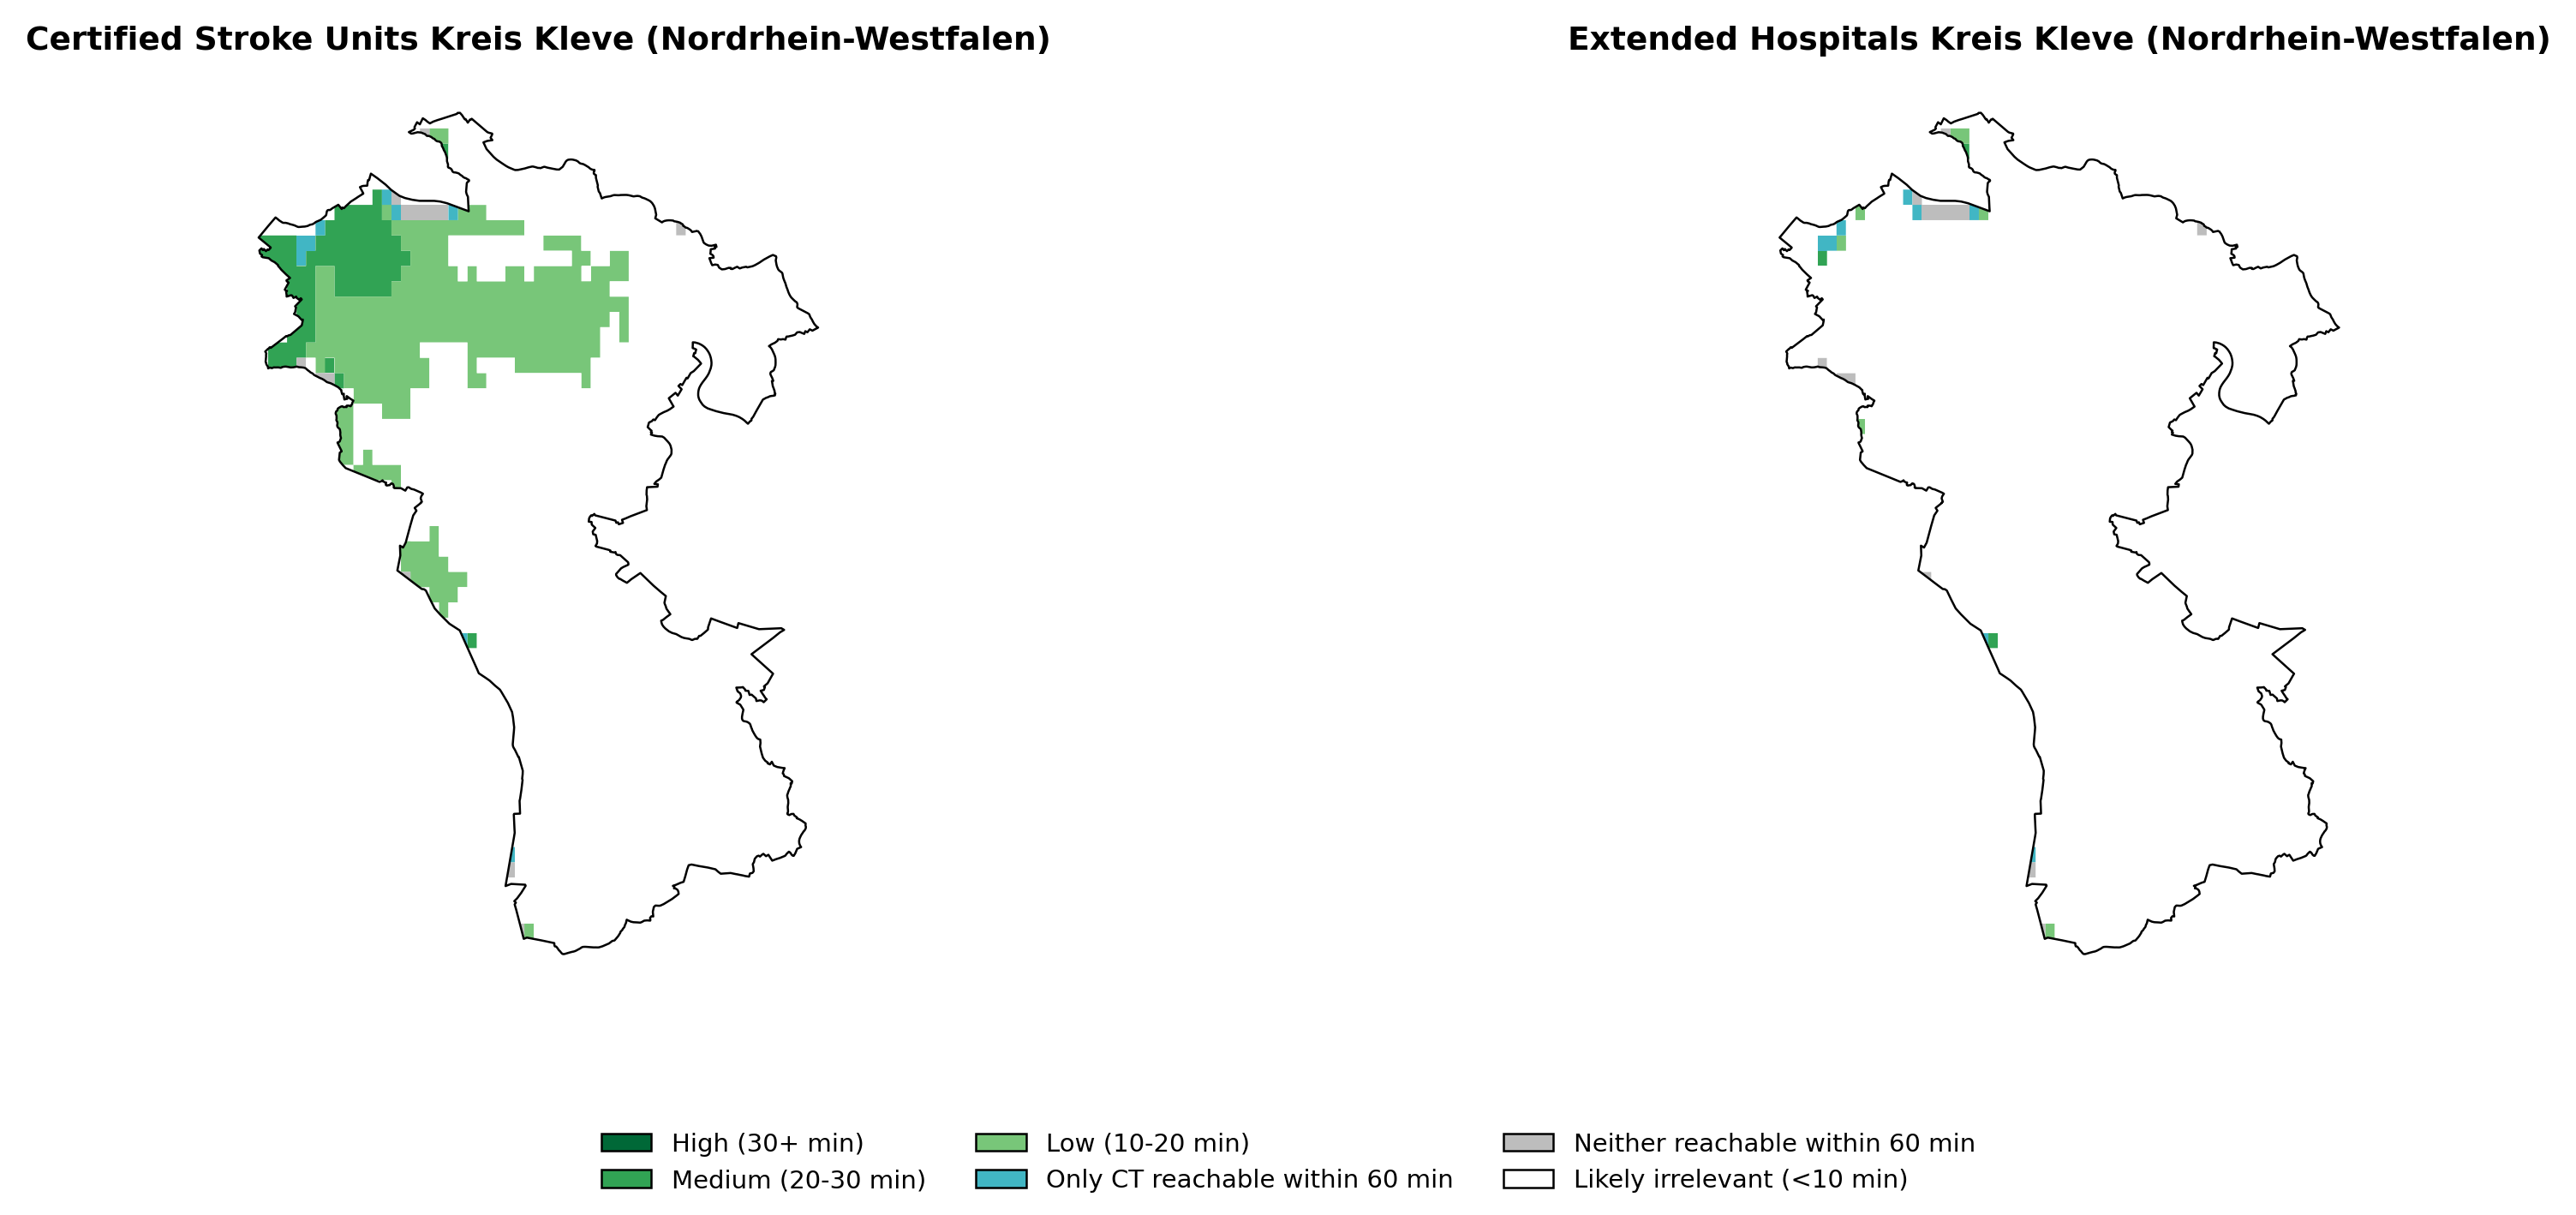 Certified Stroke Units Kreis Kleve (Nordrhein-Westfalen)
Extended Hospitals Kreis Kleve (Nordrhein-Westfalen)
High (30+ min)
Medium (20-30 min)
Low (10-20 min)
Only CT reachable within 60 min
Neither reachable within 60 min
Likely irrelevant (<10 min)